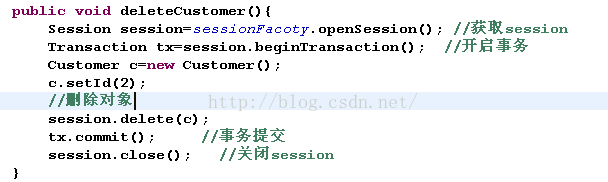 public void deleteCustomer(){
Session session=sessionFacoty.openSession(); //获取session
Transaction tx=session.beginTransaction();  //开启事务
Customer c=new Customer();
c.setId(2);
//删除对象
http://blog.csdn.net/
session.delete(c);
tx.commit();      //事务提交
session.close();   //关闭session
}